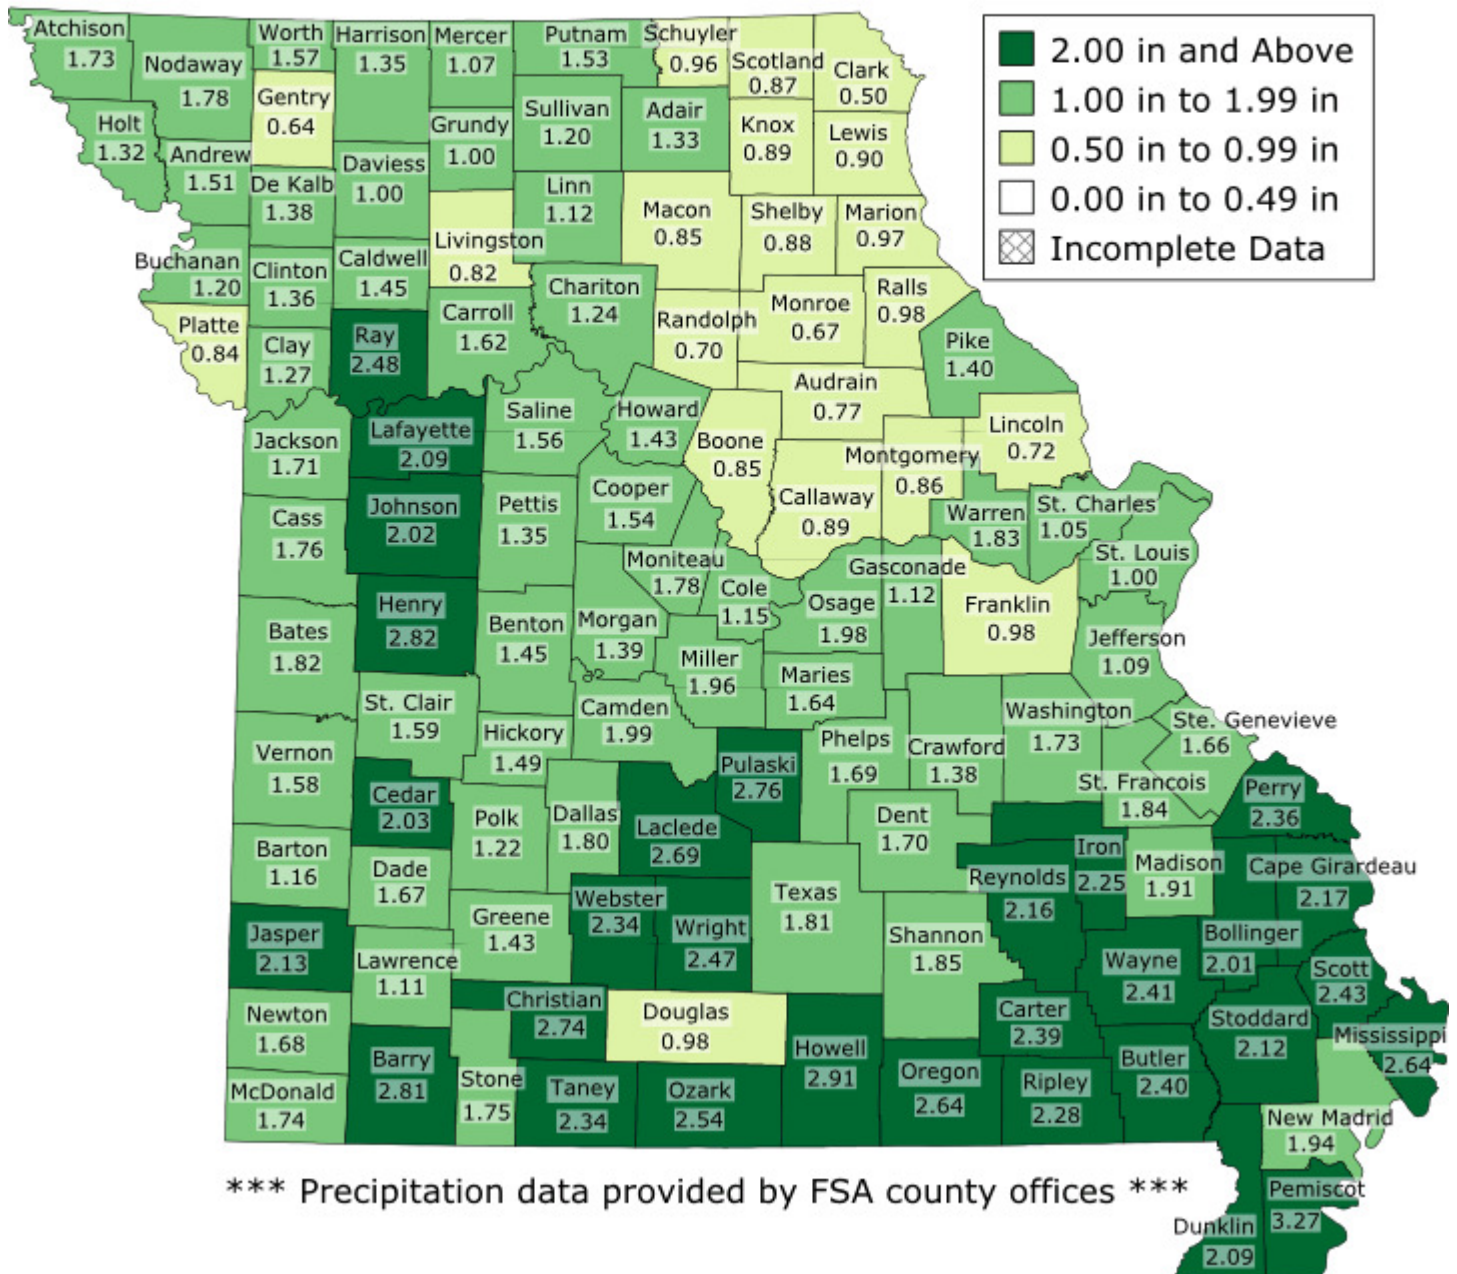 Atchison
1.73
Nodaway
1.78
Worth
1.57
Harrison
1.35
Mercer
1.07
Putnam
1.53
Schuyler
0.96
Scotland
0.87
Clark
0.50
2.00 in and Above
1.00 in to 1.99 in
0.50 in to 0.99 in
0.00 in to 0.49 in
Incomplete Data
Gentry
0.64
Holt
1.32
Andrew
1.51
De Kalb
1.38
Daviess
1.00
Grundy
1.00
Sullivan
1.20
Adair
1.33
Knox
0.89
Lewis
0.90
Linn
1.12
Macon
0.85
Shelby
0.88
Marion
0.97
Livingston
0.82
Buchanan
1.20
Clinton
1.36
Caldwell
1.45
Chariton
1.24
Carroll
1.62
Randolph
0.70
Monroe
0.67
Ralls
0.98
Pike
1.40
Platte
0.84
Clay
1.27
Ray
2.48
Audrain
0.77
Lafayette
2.09
Saline
1.56
Howard
1.43
Boone
0.85
Lincoln
0.72
Jackson
1.71
Montgomery
0.86
Callaway
0.89
Johnson
2.02
Pettis
1.35
Cooper
1.54
Warren
1.83
St. Charles
1.05
Cass
1.76
St. Louis
1.00
Moniteau
1.78
Cole
1.15
Gasconade
1.12
Osage
1.98
Franklin
0.98
Henry
2.82
Benton
1.45
Morgan
1.39
Bates
1.82
Jefferson
1.09
Miller
1.96
Maries
1.64
St. Clair
1.59
Camden
1.99
Washington
1.73
Ste. Genevieve
1.66
Vernon
1.58
Hickory
1.49
Phelps
1.69
Crawford
1.38
Pulaski
2.76
St. Francois
1.84
Perry
2.36
Cedar
2.03
Polk
1.22
Dallas
1.80
Laclede
2.69
Dent
1.70
Iron
2.25
Barton
1.16
Dade
1.67
Madison
1.91
Cape Girardeau
2.17
Reynolds
2.16
Texas
1.81
Webster
2.34
Wright
2.47
Greene
1.43
Jasper
2.13
Shannon
1.85
Bollinger
2.01
Lawrence
1.11
Wayne
2.41
Scott
2.43
Christian
2.74
Douglas
0.98
Carter
2.39
Newton
1.68
Stoddard
2.12
Mississippi
2.64
Barry
2.81
Howell
2.91
Butler
2.40
Stone
1.75
Taney
2.34
Ozark
2.54
Oregon
2.64
Ripley
2.28
McDonald
1.74
New Madrid
1.94
*** Precipitation data provided by FSA county offices ***
Pemiscot
3.27
Dunklin
2.09